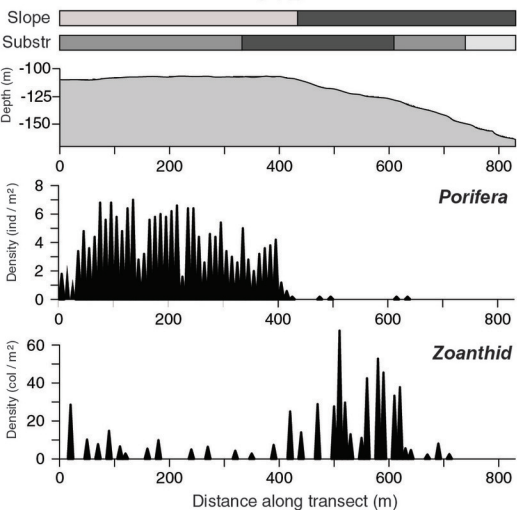 Slope
Substr
Depth (m)
-100
-125
-150
0 200 400 600 800
Porifera
Density (ind / m²)
8
6
4
2
0
0 200 400 600 800
Zoanthid
Density (col / m²)
60
40
20
0
0 200 400 600 800
Distance along transect (m)